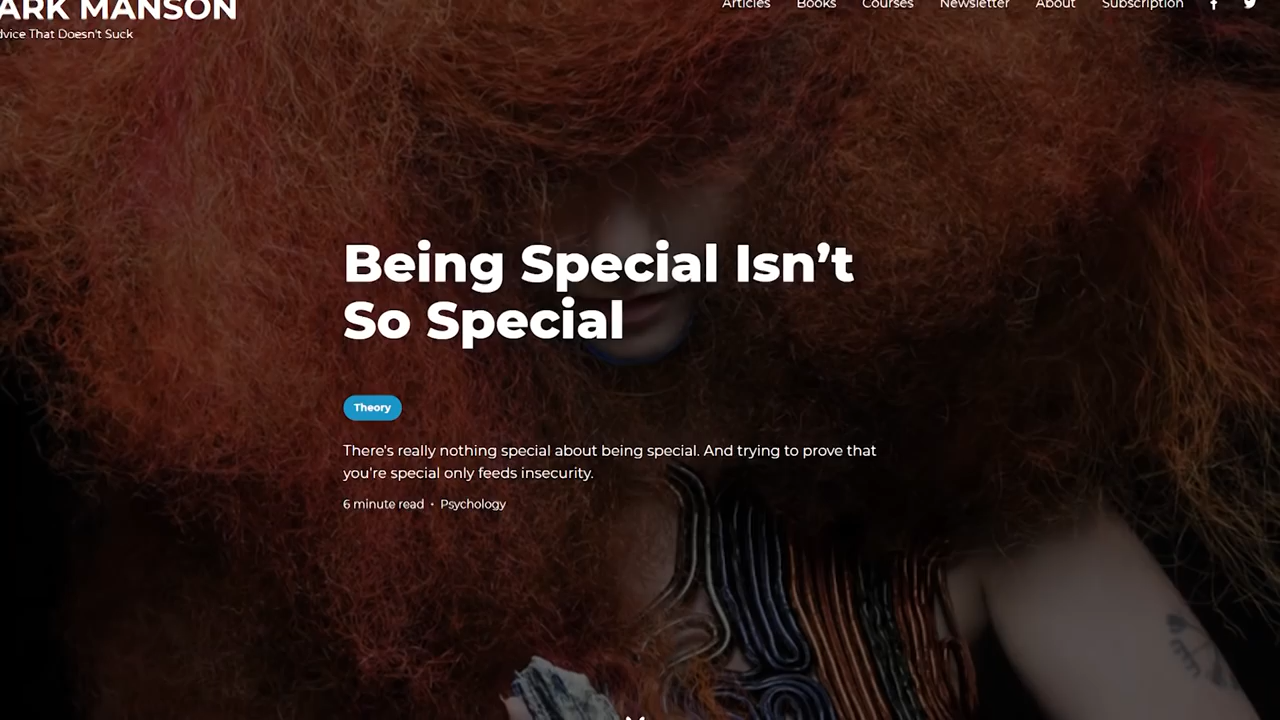 ARK MANSON
dvice That Doesn't Suck
Articles Books Courses Newsletter About Subscription
Being Special Isn’t
So Special
Theory
There's really nothing special about being special. And trying to prove that
you're special only feeds insecurity.
6 minute read • Psychology